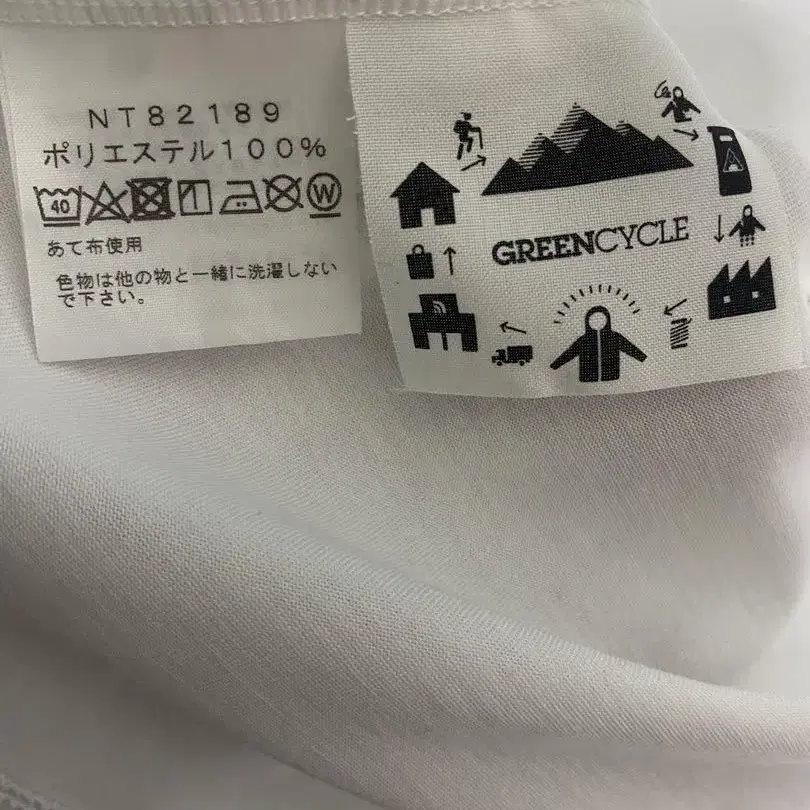 NT82189
ポリエステル100%
40 W
あて布使用
色物は他の物と一緒に洗濯しない
で下さい。
GREENCYCLE